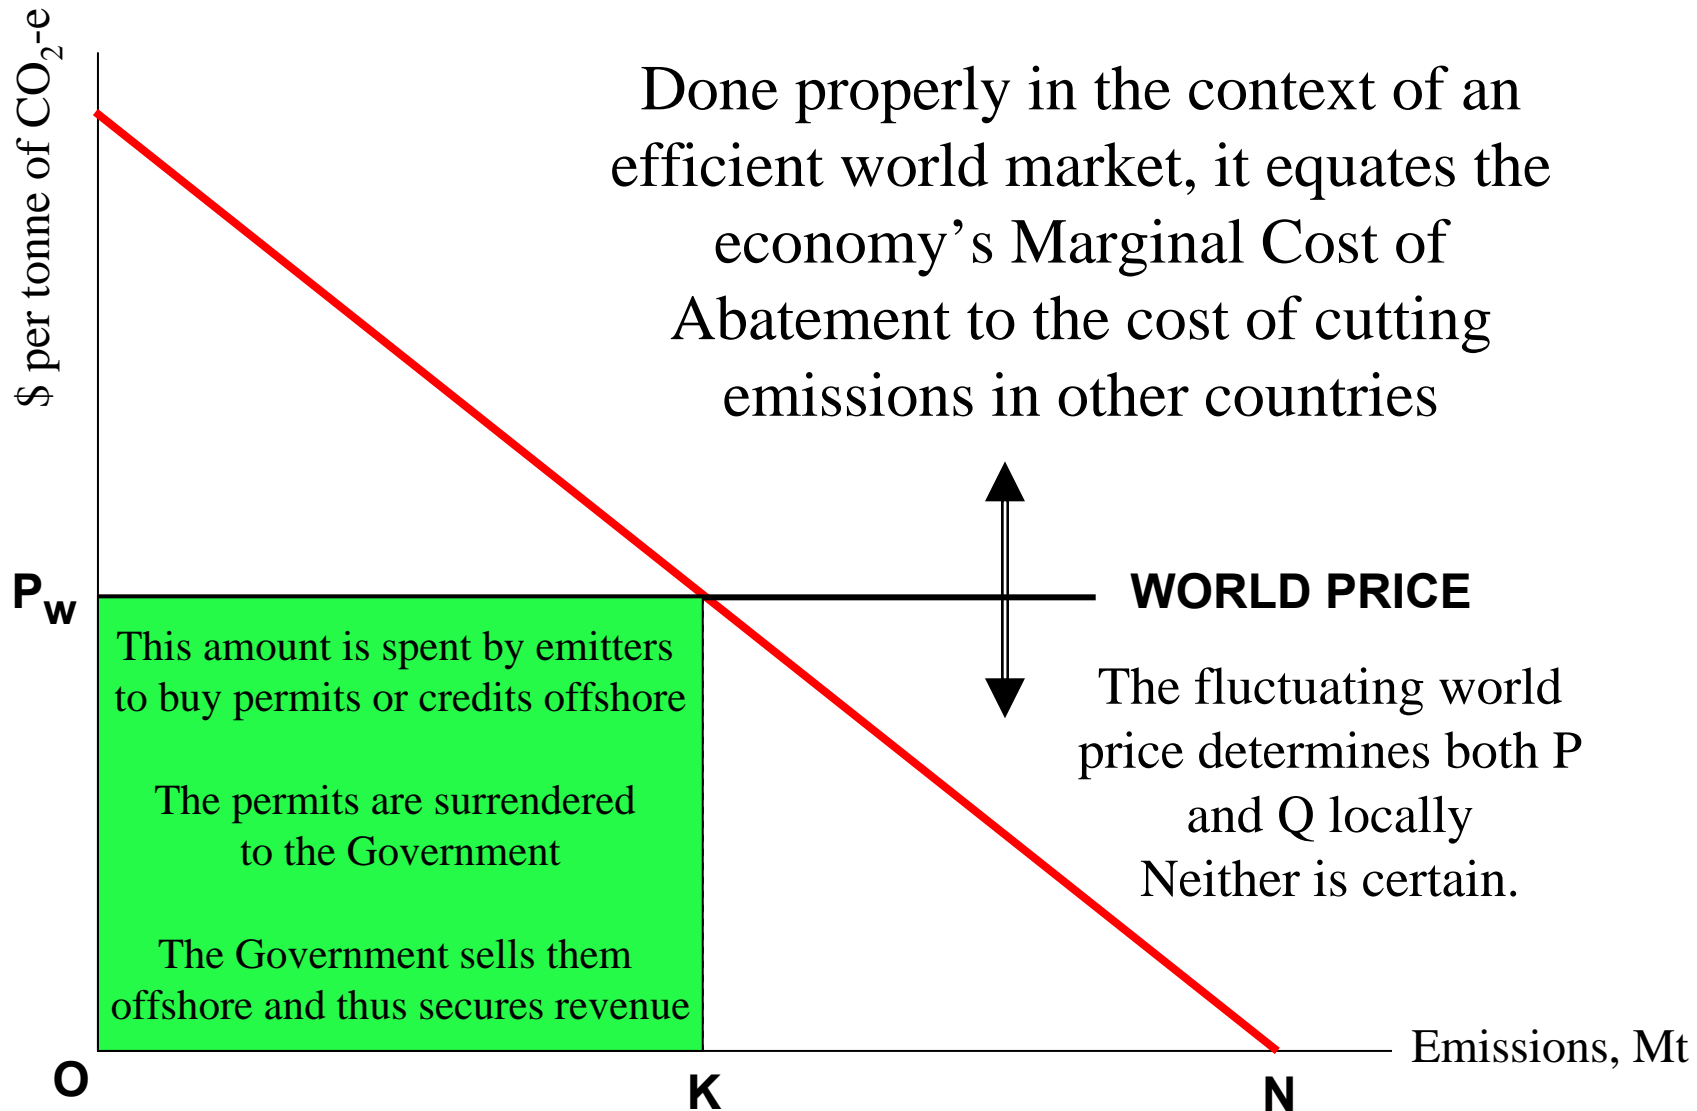 $ per tonne of CO2-e
Done properly in the context of an
efficient world market, it equates the
economy’s Marginal Cost of
Abatement to the cost of cutting
emissions in other countries
PW
WORLD PRICE
This amount is spent by emitters
to buy permits or credits offshore
The permits are surrendered
to the Government
The Government sells them
offshore and thus secures revenue
The fluctuating world
price determines both P
and Q locally
Neither is certain.
Emissions, Mt
O
K
N